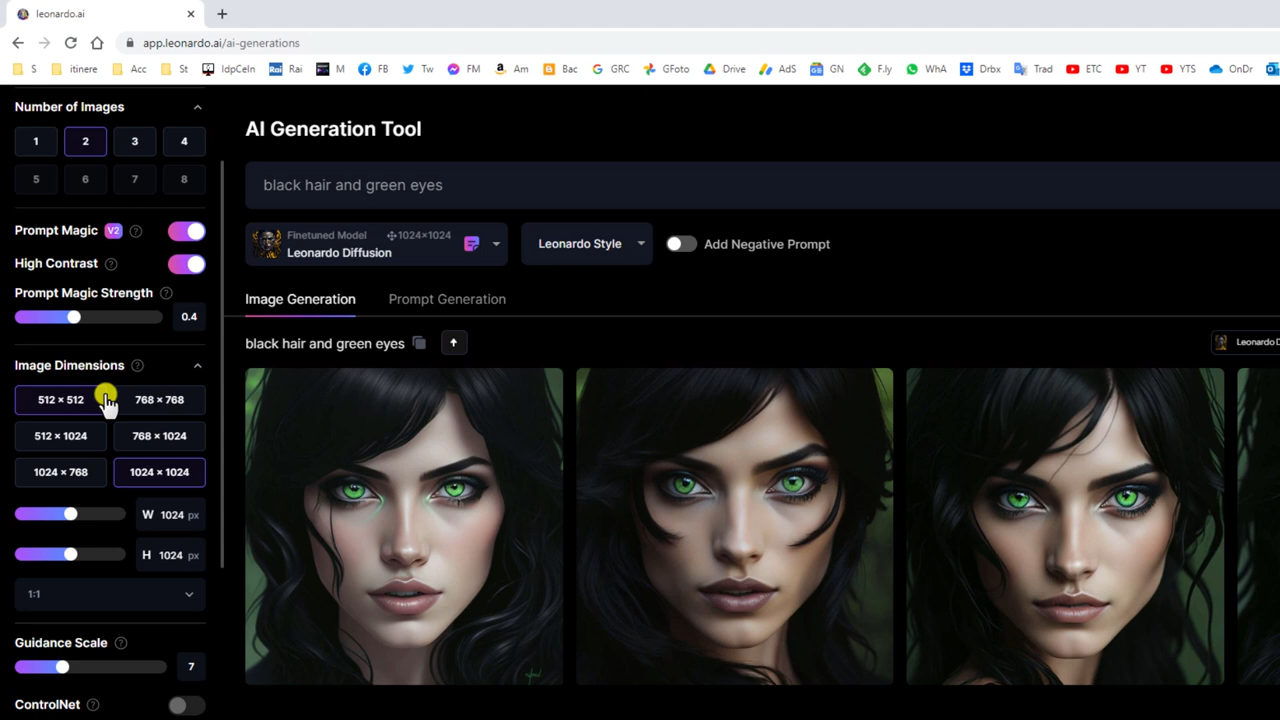 leonardo.ai
app.leonardo.ai/ai-generations
S itinere Acc St IdpCeln Rai Rai M FB Tw FM Am Bac GRC GFoto Drive AdS GN F.ly WhA Drbx Trad ETC YT YTS OnDr
Number of Images
1 2 3 4
5 6 7 8
Prompt Magic V2
High Contrast
Prompt Magic Strength
0.4
Image Dimensions
512 × 512 768 × 768
512 × 1024 768 × 1024
1024 × 768 1024 × 1024
W 1024 px
H 1024 px
1:1
Guidance Scale
7
ControlNet
AI Generation Tool
black hair and green eyes
Finetuned Model 1024×1024
Leonardo Diffusion
Leonardo Style
Add Negative Prompt
Image Generation Prompt Generation
black hair and green eyes
Leonardo D